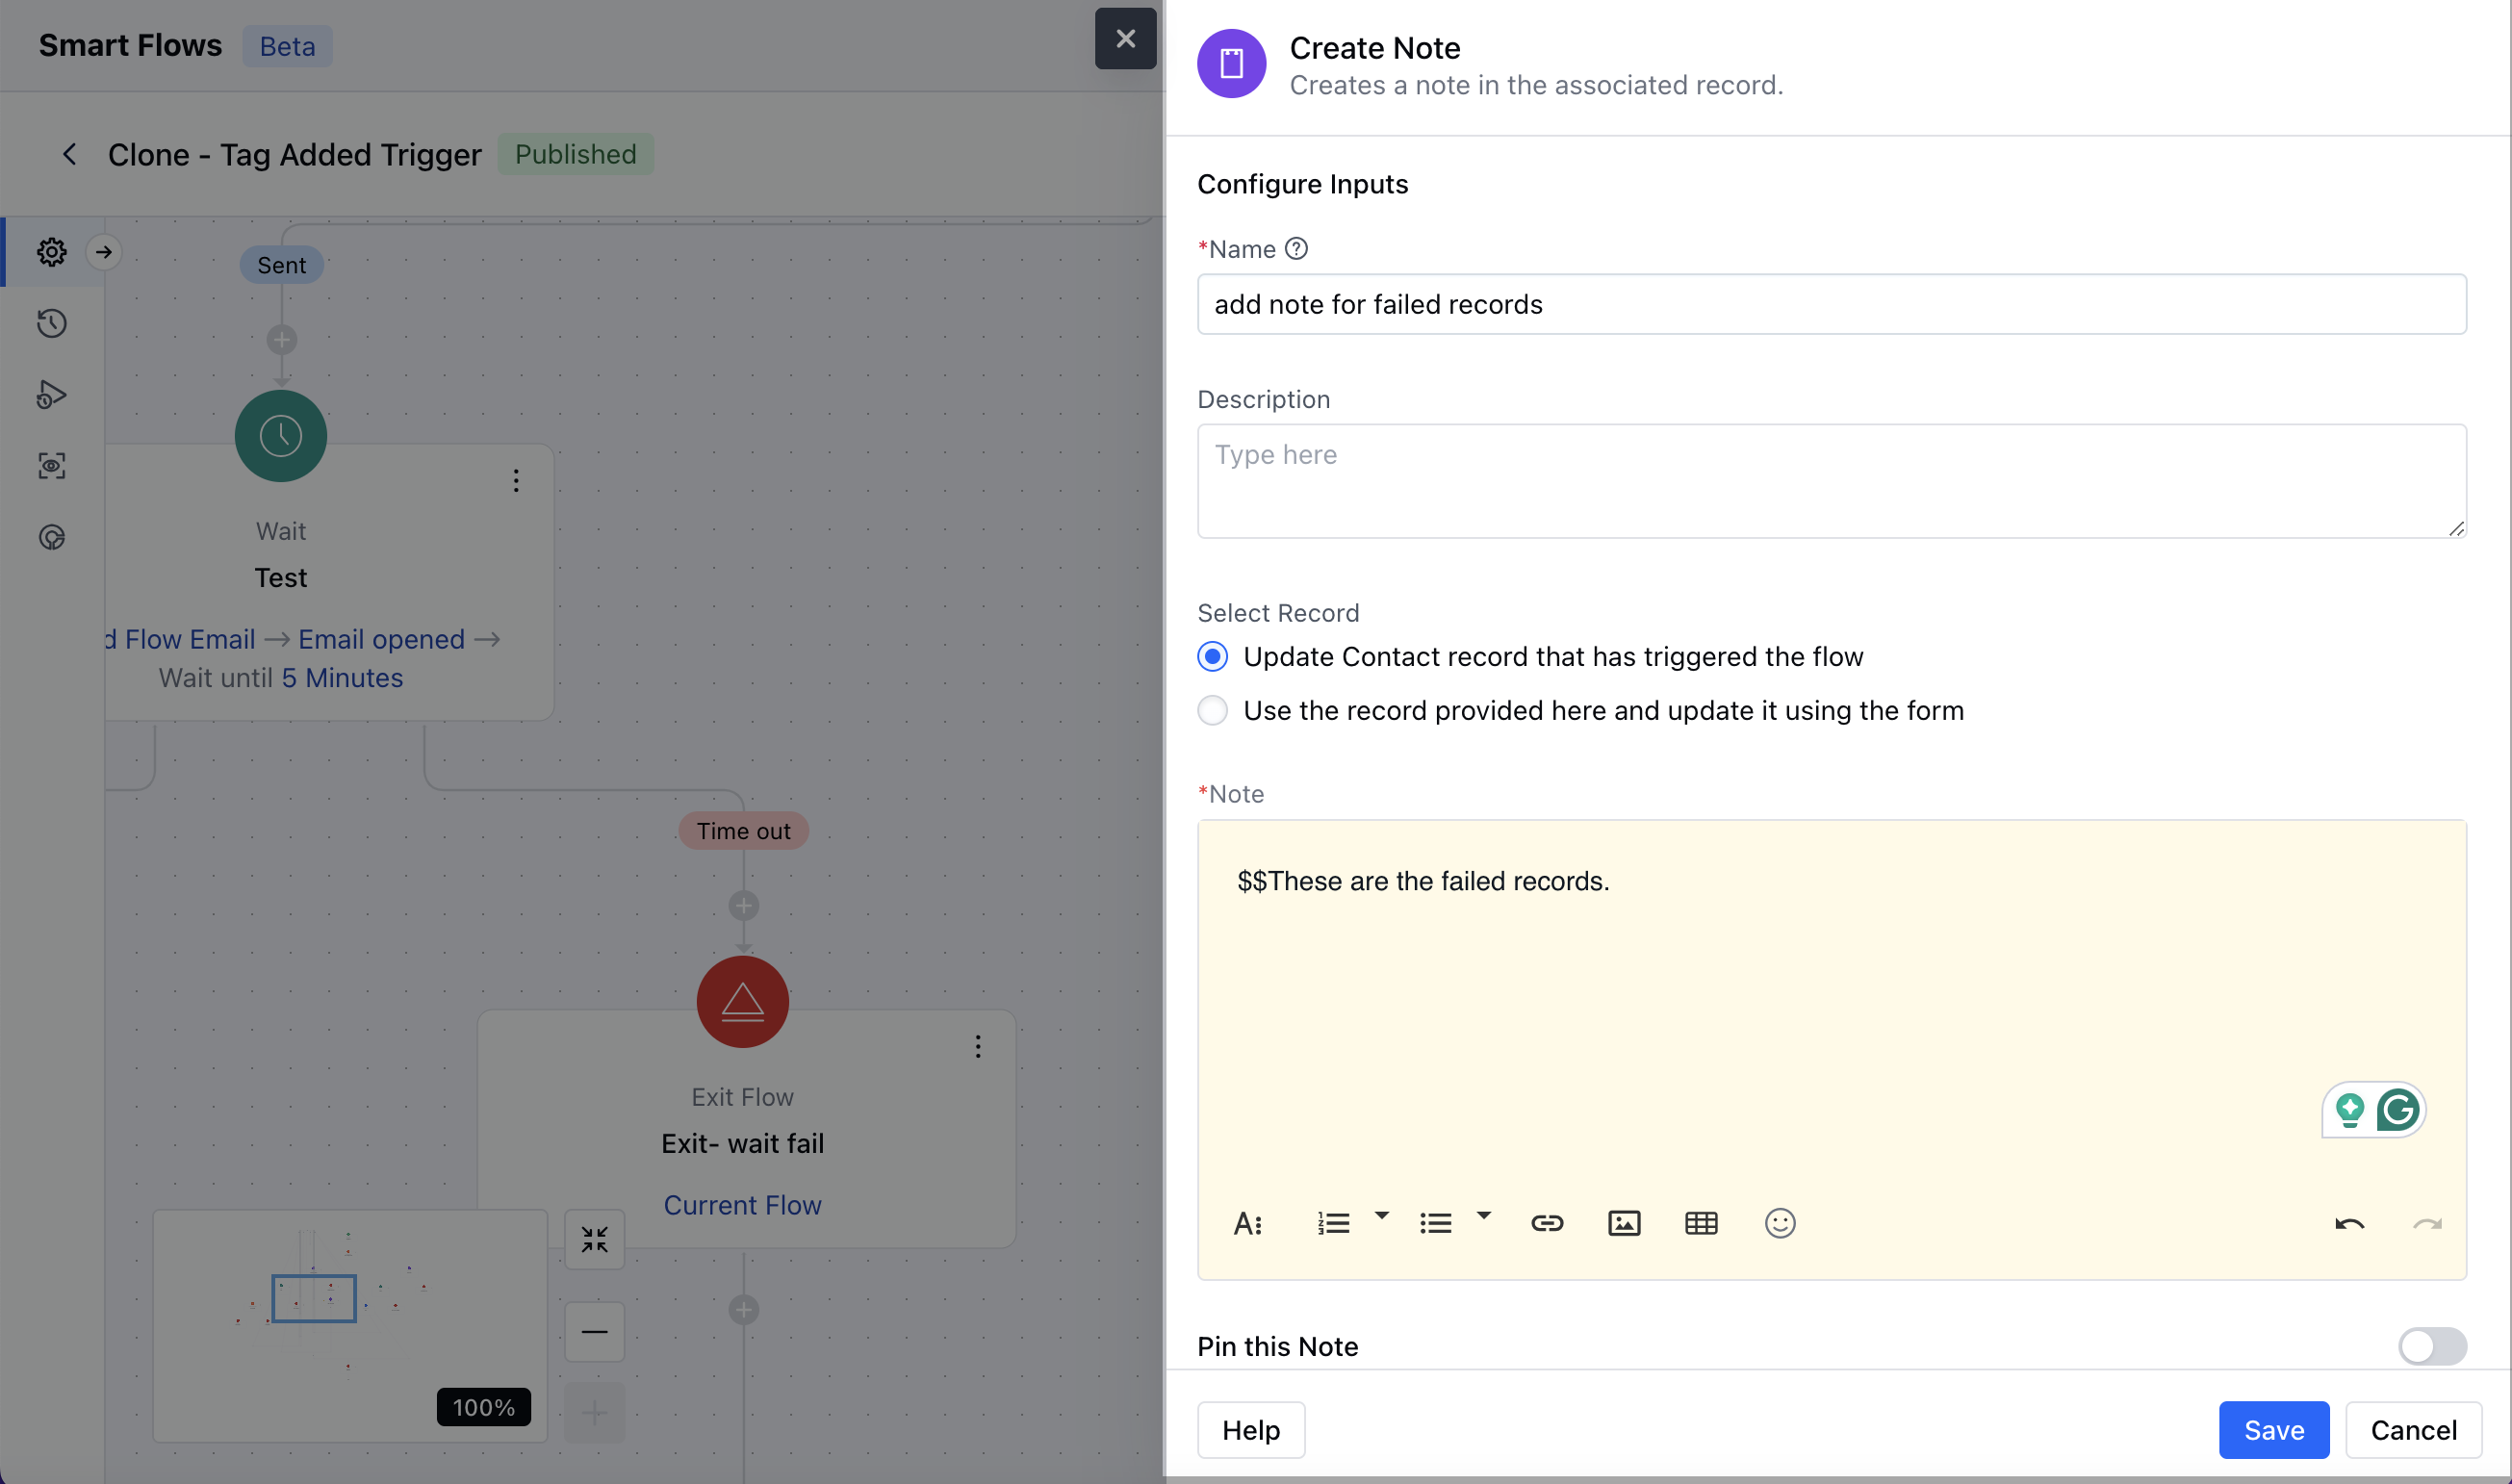 Smart Flows Beta
Clone - Tag Added Trigger Published
Sent
Wait
Test
d Flow Email → Email opened →
Wait until 5 Minutes
Time out
Exit Flow
Exit- wait fail
Current Flow
100%
Create Note
Creates a note in the associated record.
Configure Inputs
*Name
add note for failed records
Description
Type here
Select Record
Update Contact record that has triggered the flow
Use the record provided here and update it using the form
*Note
$$These are the failed records.
Pin this Note
Help
Save
Cancel